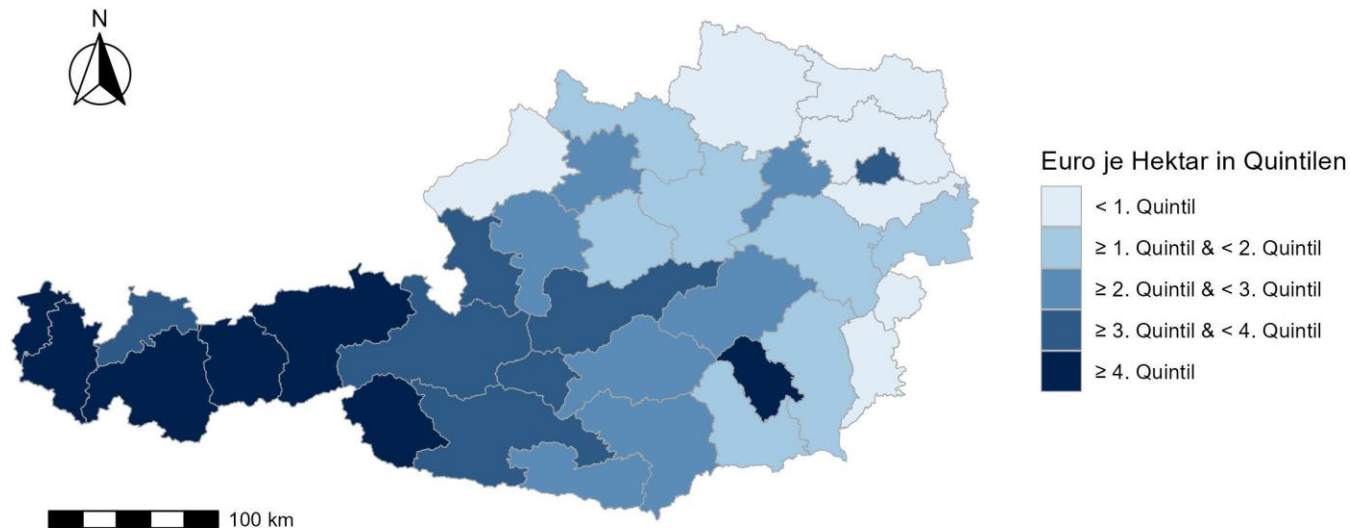 N
Euro je Hektar in Quintilen
< 1. Quintil
≥ 1. Quintil & < 2. Quintil
≥ 2. Quintil & < 3. Quintil
≥ 3. Quintil & < 4. Quintil
≥ 4. Quintil
100 km